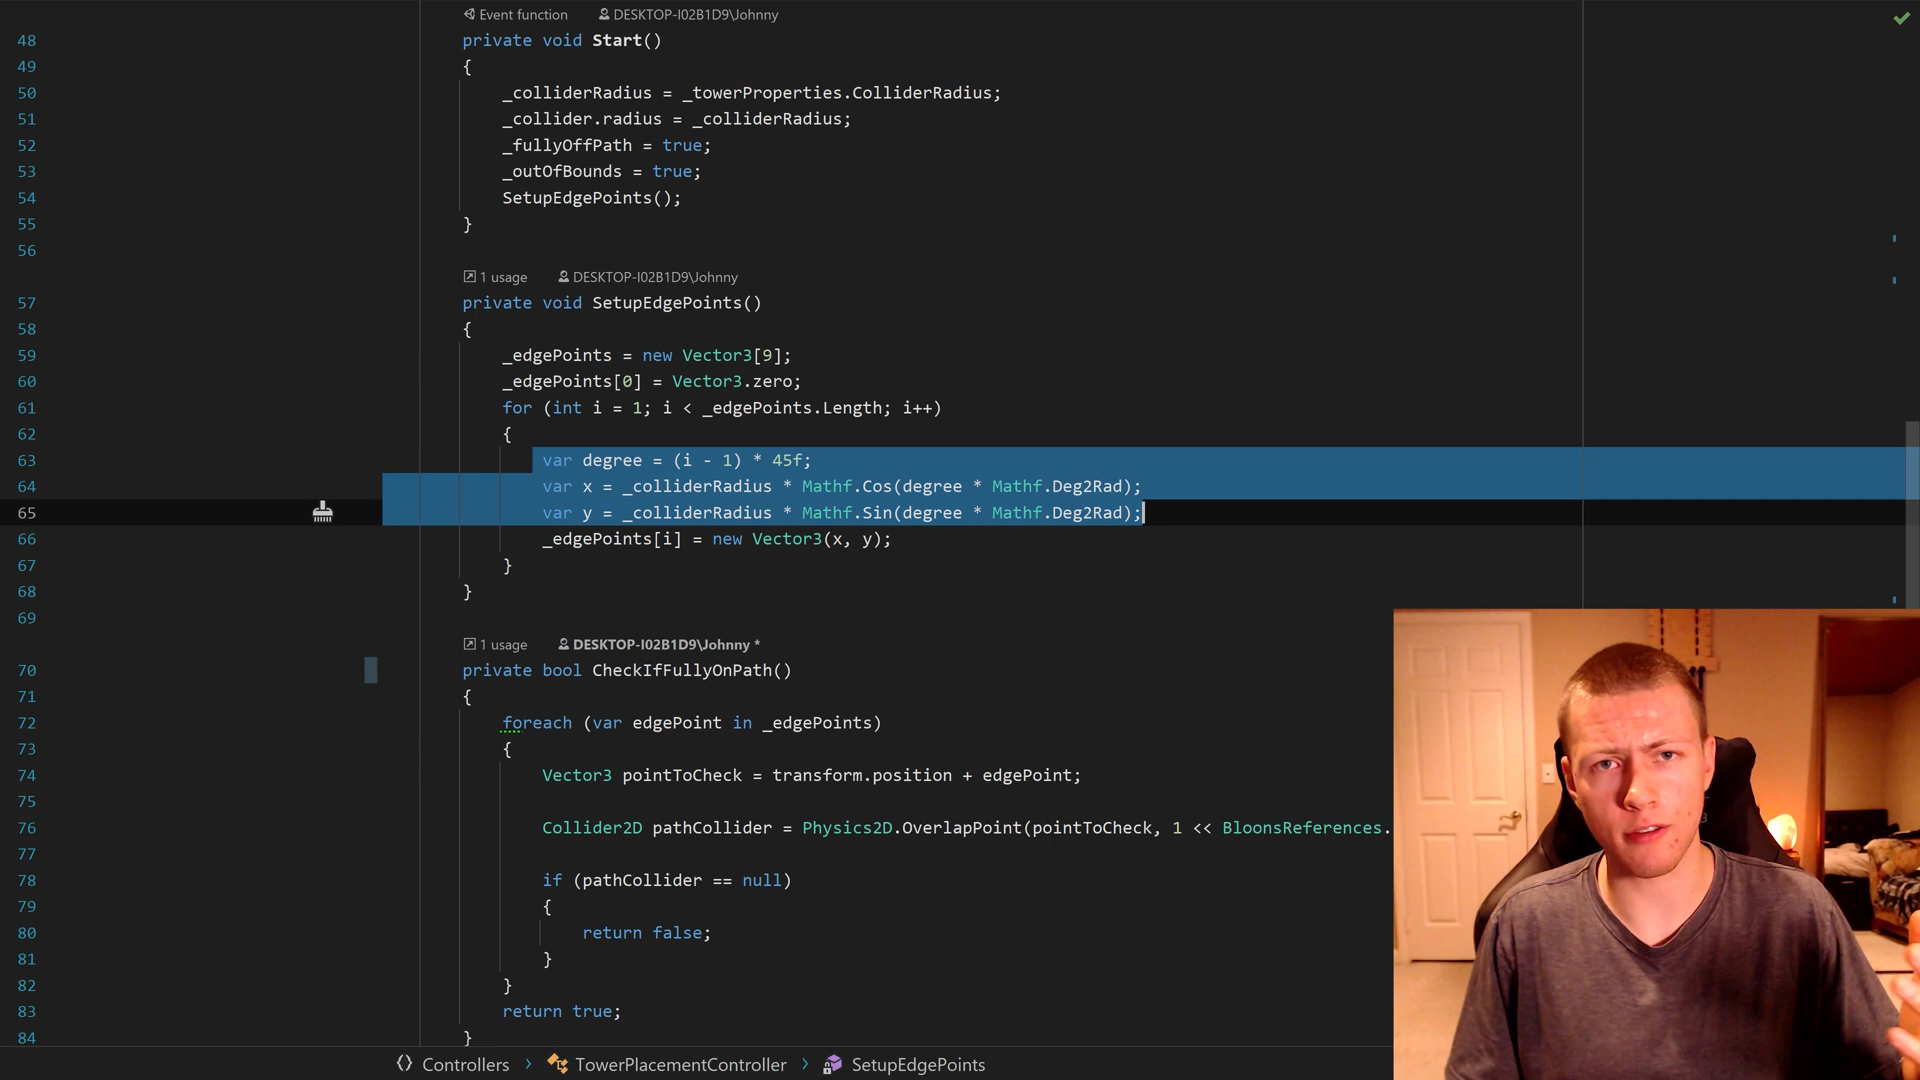 Event function DESKTOP-I02B1D9\Johnny
48 private void Start()
49 {
50 _colliderRadius = _towerProperties.ColliderRadius;
51 _collider.radius = _colliderRadius;
52 _fullyOffPath = true;
53 _outOfBounds = true;
54 SetupEdgePoints();
55 }
56
1 usage DESKTOP-I02B1D9\Johnny
57 private void SetupEdgePoints()
58 {
59 _edgePoints = new Vector3[9];
60 _edgePoints[0] = Vector3.zero;
61 for (int i = 1; i < _edgePoints.Length; i++)
62 {
63 var degree = (i - 1) * 45f;
64 var x = _colliderRadius * Mathf.Cos(degree * Mathf.Deg2Rad);
65 var y = _colliderRadius * Mathf.Sin(degree * Mathf.Deg2Rad);
66 _edgePoints[i] = new Vector3(x, y);
67 }
68 }
69
1 usage DESKTOP-I02B1D9\Johnny *
70 private bool CheckIfFullyOnPath()
71 {
72 foreach (var edgePoint in _edgePoints)
73 {
74 Vector3 pointToCheck = transform.position + edgePoint;
75
76 Collider2D pathCollider = Physics2D.OverlapPoint(pointToCheck, 1 << BloonsReferences.
77
78 if (pathCollider == null)
79 {
80 return false;
81 }
82 }
83 return true;
84 }
Controllers > TowerPlacementController > SetupEdgePoints